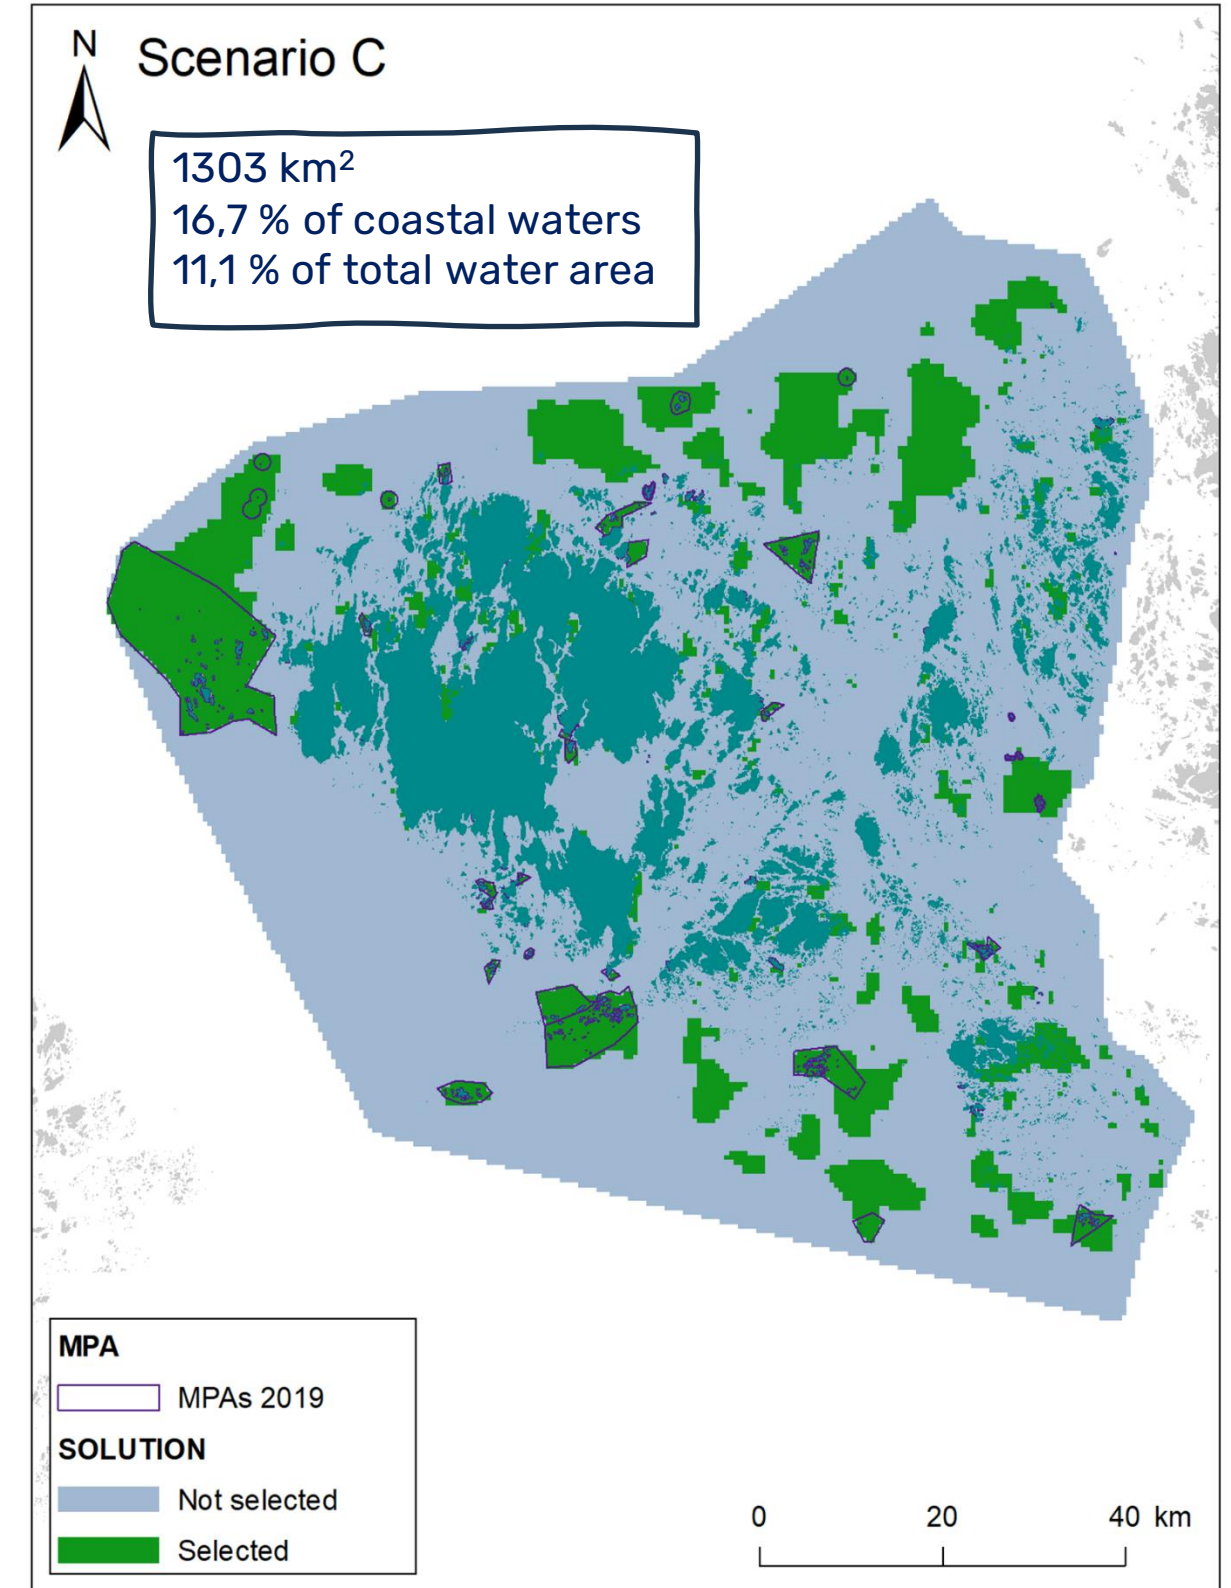 N
Scenario C
1303 km²
16,7 % of coastal waters
11,1 % of total water area
MPA
MPAs 2019
SOLUTION
Not selected
Selected
0 20 40 km